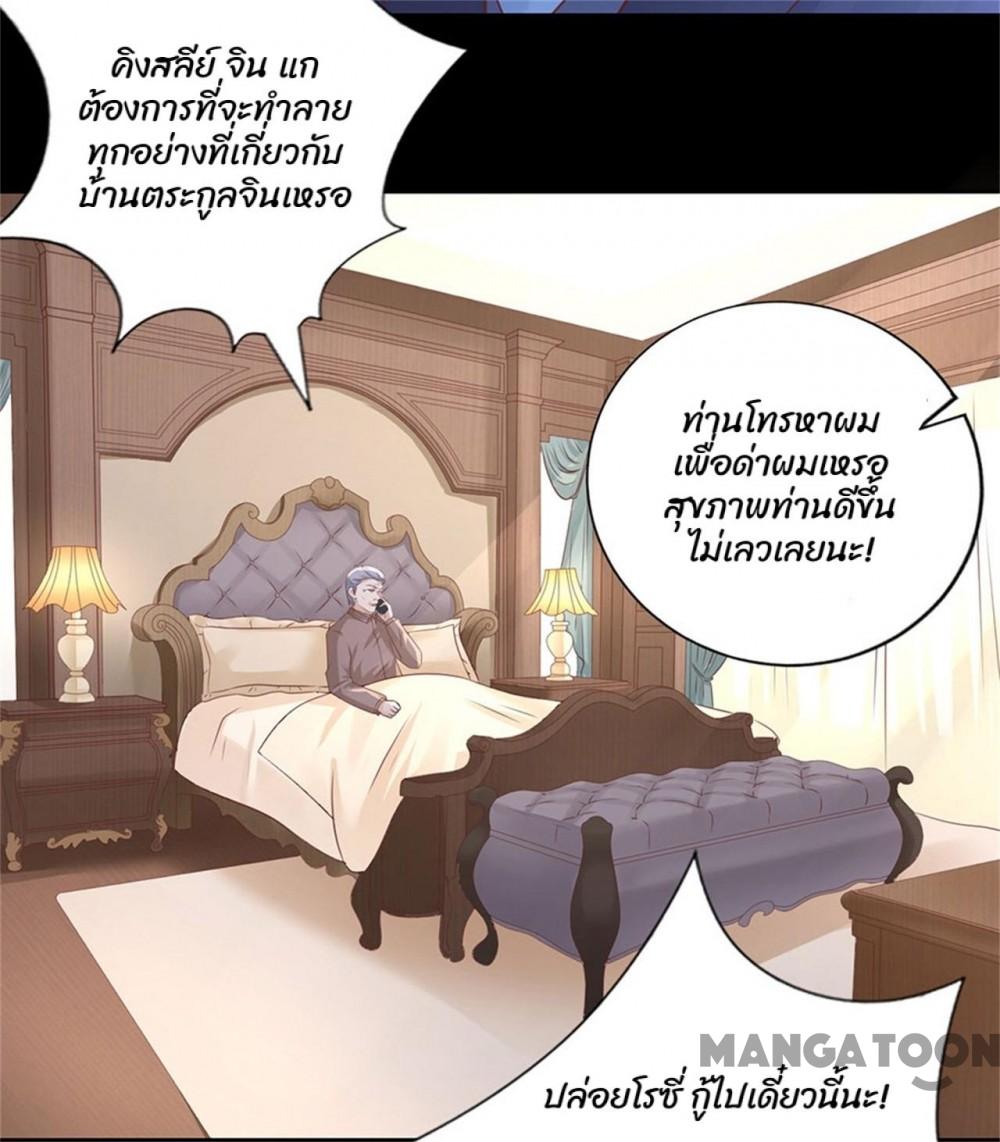 คิงสลีย์ จิน แก
ต้องการที่จะทำลาย
ทุกอย่างที่เกี่ยวกับ
บ้านตระกูลจินเหรอ
ท่านโทรหาผม
เพื่อด่าผมเหรอ
สุขภาพท่านดีขึ้น
ไม่เลวเลยนะ!
MANGATOON
ปล่อยโรซี่ กู้ไปเดี๋ยวนี้นะ!